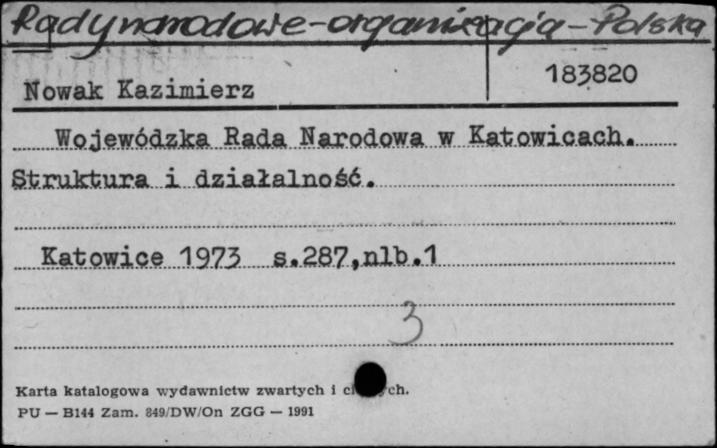 Rady narodowe - organizacja - Polska
183820
Nowak Kazimierz
Wojewódzka Rada Narodowa w Katowicach.
Struktura i działalność.
Katowice 1973 s.287,nlb.1
3
Karta katalogowa wydawnictw zwartych i
PU — B144 Zam. 849/DW/On ZGG — 1991